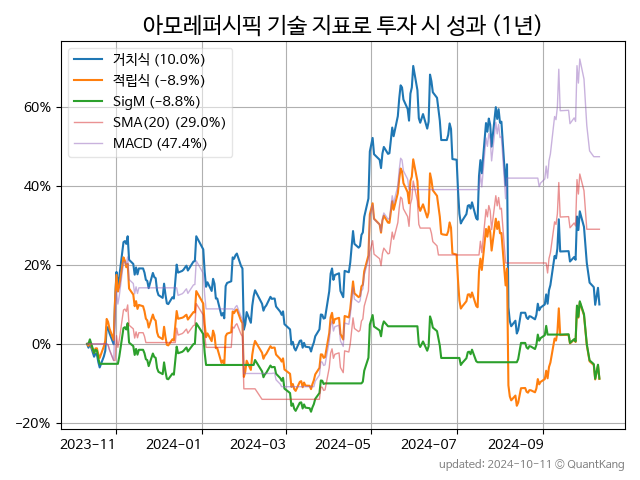 아모레퍼시픽 기술 지표로 투자 시 성과 (1년)
거치식 (10.0%)
적립식 (−8.9%)
SigM (−8.8%)
SMA(20) (29.0%)
MACD (47.4%)
60%
40%
20%
0%
−20%
2023-11 2024-01 2024-03 2024-05 2024-07 2024-09
updated: 2024-10-11 © QuantKang